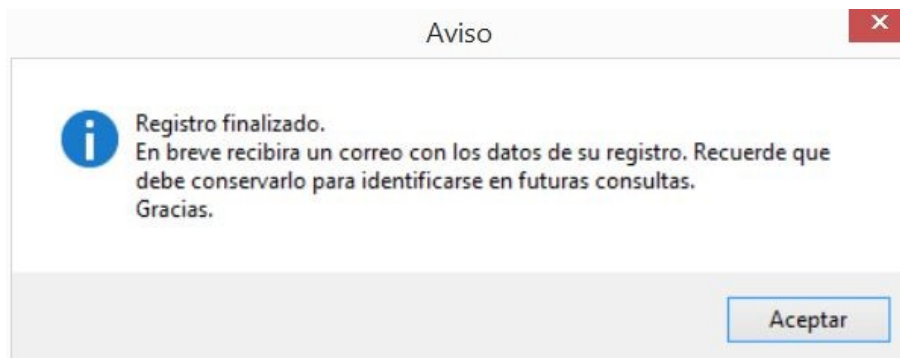 Aviso
Registro finalizado.
En breve recibira un correo con los datos de su registro. Recuerde que
debe conservarlo para identificarse en futuras consultas.
Gracias.
Aceptar